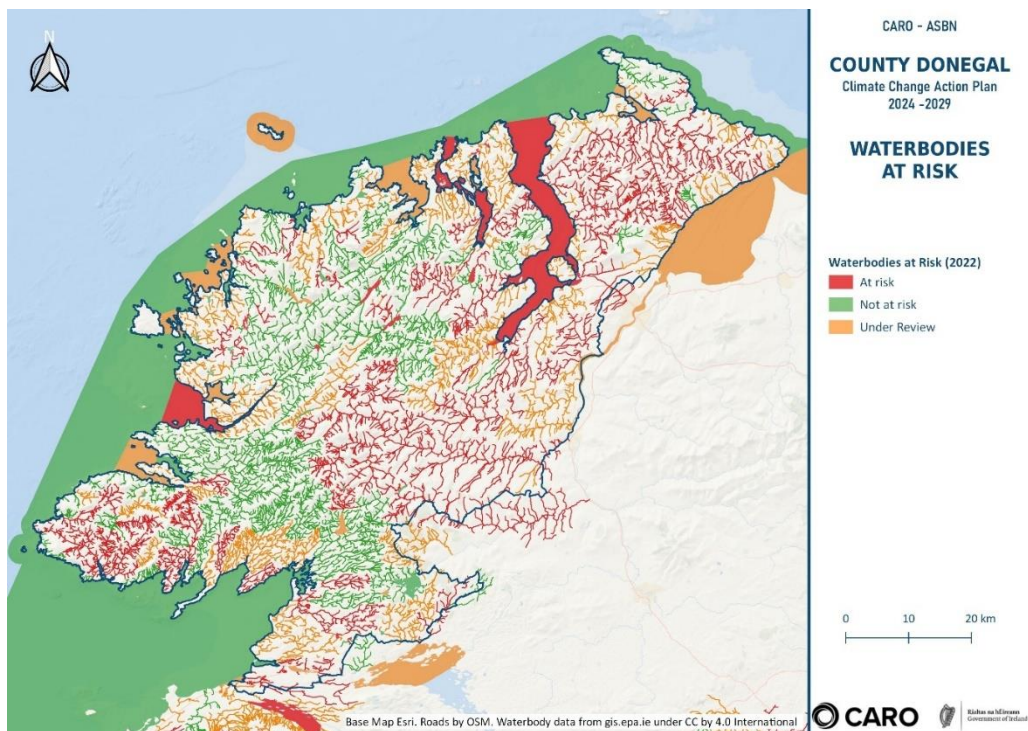 N
CARO - ASBN
COUNTY DONEGAL
Climate Change Action Plan
2024 -2029
WATERBODIES
AT RISK
Waterbodies at Risk (2022)
At risk
Not at risk
Under Review
0 10 20 km
Base Map Esri. Roads by OSM. Waterbody data from gis.epa.ie under CC by 4.0 International
CARO
Rialtas na hÉireann
Government of Ireland